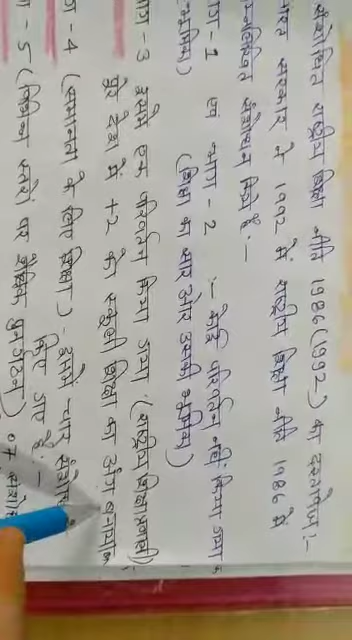 संशोधित राष्ट्रीय शिक्षा नीति 1986(1992) का दस्तावेज :-
भारत सरकार ने 1992 में राष्ट्रीय शिक्षा नीति 1986 में
निम्नलिखित संशोधन किये हैं :-
भाग - 1 एवं भाग - 2 :- कोई परिवर्तन नहीं किया गया
(भूमिका) (शिक्षा का सार और उसकी भूमिका)
भाग - 3 इसमें एक परिवर्तन किया गया (राष्ट्रीय शिक्षा प्रणाली)
पूरे देश में +2 को स्कूली शिक्षा का अंग बनाया
भाग - 4 (समानता के लिए शिक्षा) - इसमें चार
किए गए हैं : -
- 5 (विभिन्न स्तरों पर शैक्षिक पुनर्गठन) 07